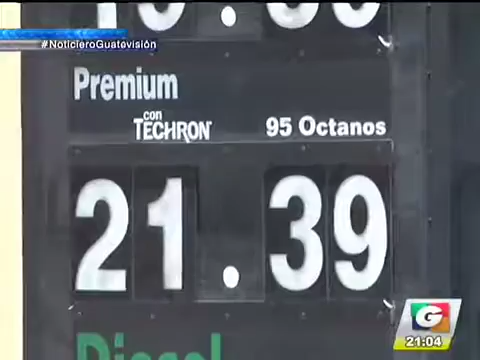 #NoticieroGuatevisión
Premium
con
TECHRON 95 Octanos
21.39
Diesel
G
21:04